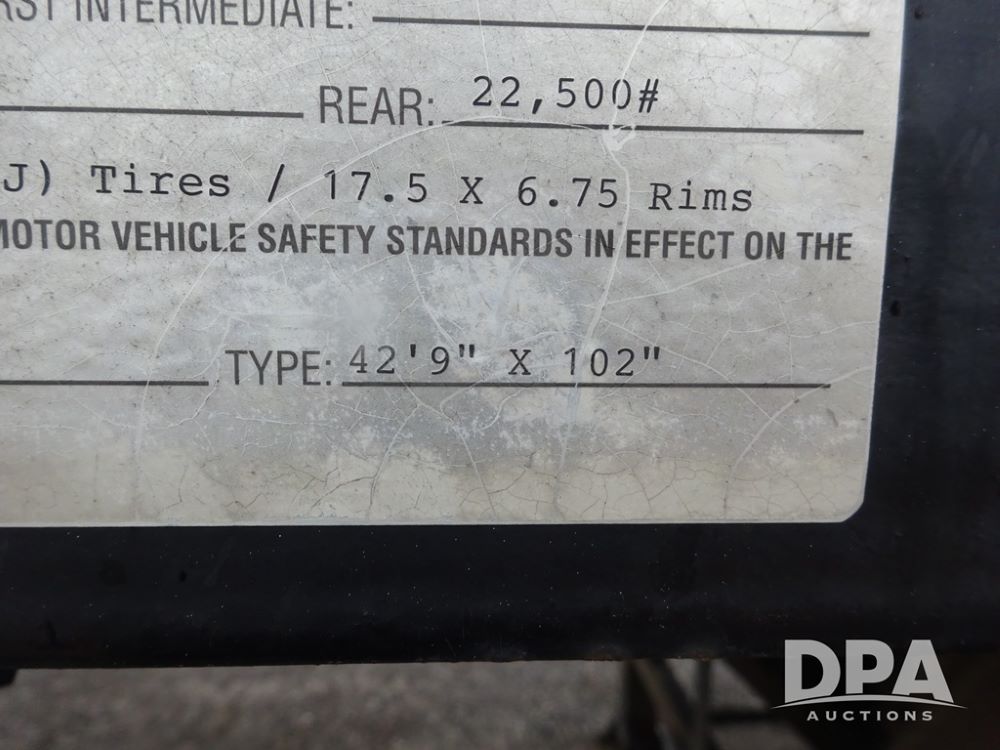 INTERMEDIATE:
REAR: 22,500#
J) Tires / 17.5 X 6.75 Rims
MOTOR VEHICLE SAFETY STANDARDS IN EFFECT ON THE
TYPE: 42'9" X 102"
DPA
AUCTIONS